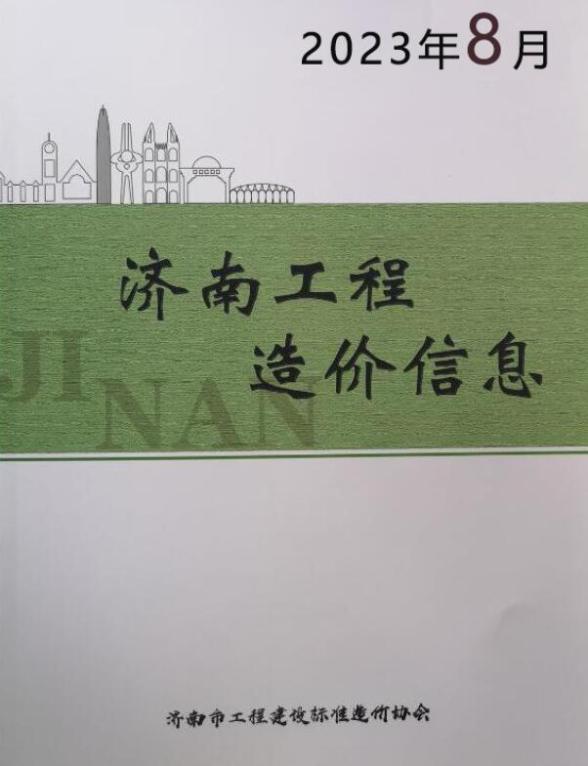 2023年8月
济南工程
造价信息
JI
NAN
济南市工程建设标准造价协会